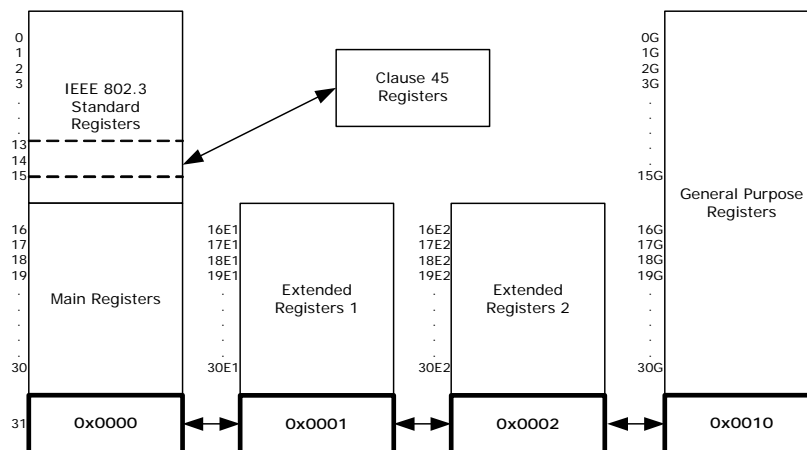 0
1
2
3
.
.
.
13
14
15
IEEE 802.3
Standard
Registers
Clause 45
Registers
16
17
18
19
.
.
.
.
30
Main Registers
16E1
17E1
18E1
19E1
.
.
.
.
30E1
Extended
Registers 1
16E2
17E2
18E2
19E2
.
.
.
.
30E2
Extended
Registers 2
0G
1G
2G
3G
.
.
.
.
15G
16G
17G
18G
19G
.
.
.
.
30G
General Purpose
Registers
31
0x0000
0x0001
0x0002
0x0010